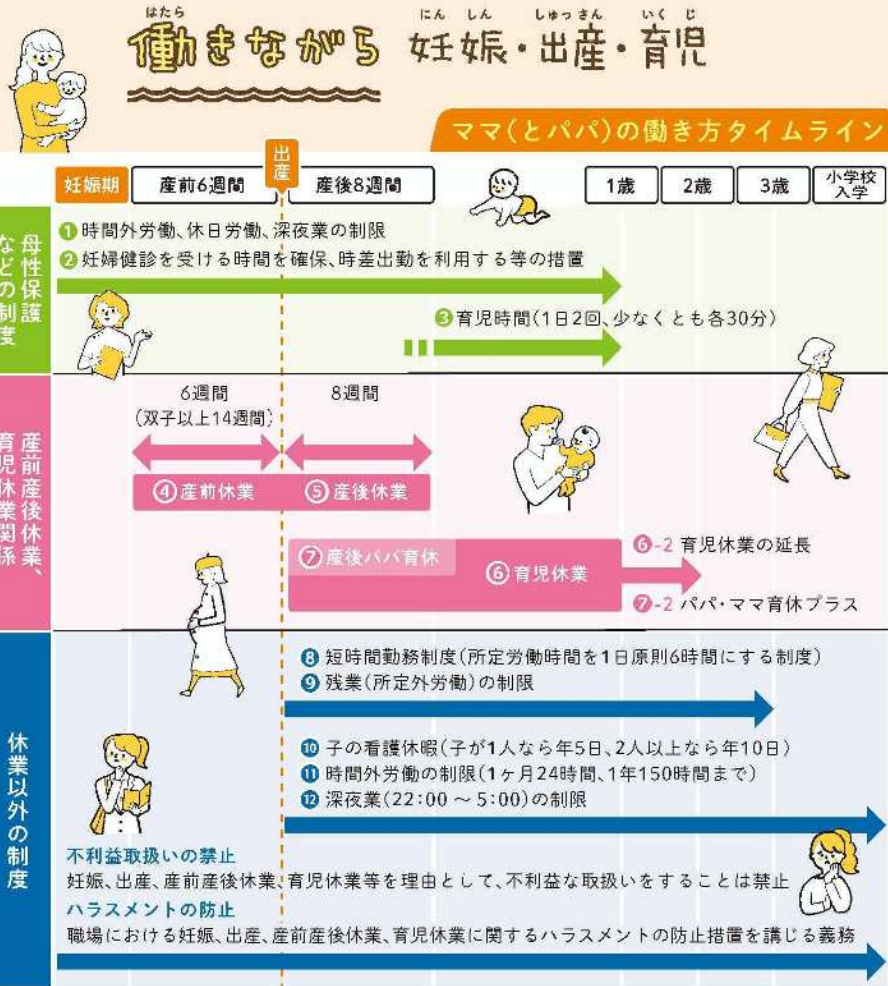 はたら
にんしん しゅっさん いくじ
働きながら 妊娠・出産・育児
ママ(とパパ)の働き方タイムライン
出産
妊娠期 産前6週間 産後8週間 1歳 2歳 3歳 小学校入学
母性保護などの制度
❶時間外労働、休日労働、深夜業の制限
❷妊婦健診を受ける時間を確保、時差出勤を利用する等の措置
❸育児時間(1日2回、少なくとも各30分)
産前産後休業、育児休業関係
6週間 8週間
(双子以上14週間)
④産前休業 ⑤産後休業
⑦産後パパ育休
⑥育児休業
❻-2 育児休業の延長
❼-2 パパ・ママ育休プラス
休業以外の制度
❽短時間勤務制度(所定労働時間を1日原則6時間にする制度)
❾残業(所定外労働)の制限
❿子の看護休暇(子が1人なら年5日、2人以上なら年10日)
⓫時間外労働の制限(1ヶ月24時間、1年150時間まで)
⓬深夜業(22:00～5:00)の制限
不利益取扱いの禁止
妊娠、出産、産前産後休業、育児休業等を理由として、不利益な取扱いをすることは禁止
ハラスメントの防止
職場における妊娠、出産、産前産後休業、育児休業に関するハラスメントの防止措置を講じる義務